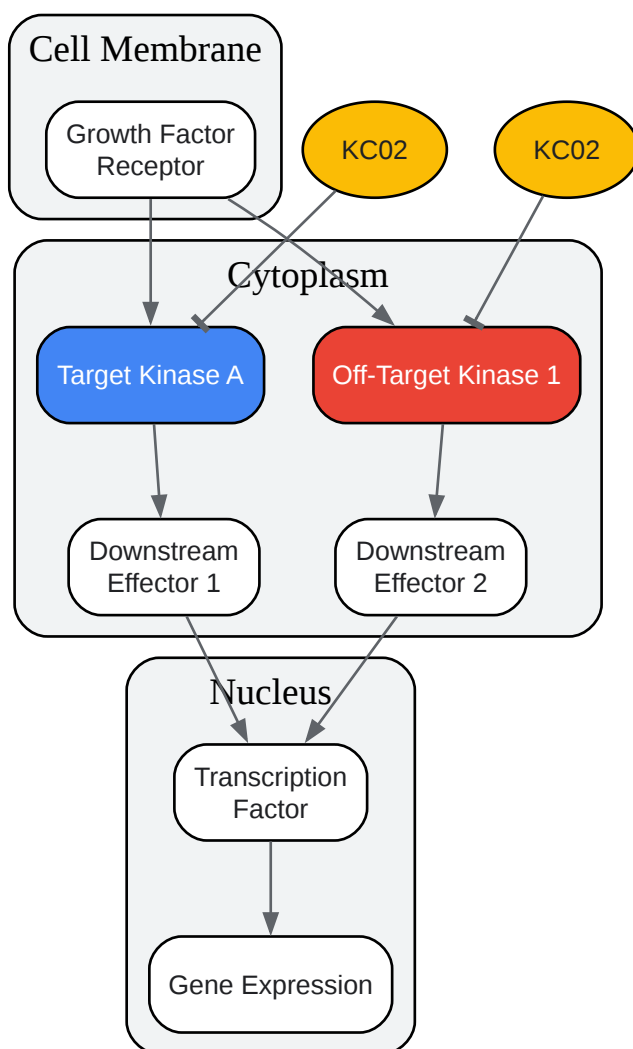 Cell Membrane
Growth Factor
Receptor
KC02
KC02
Cytoplasm
Target Kinase A
Off-Target Kinase 1
Downstream
Effector 1
Downstream
Effector 2
Nucleus
Transcription
Factor
Gene Expression